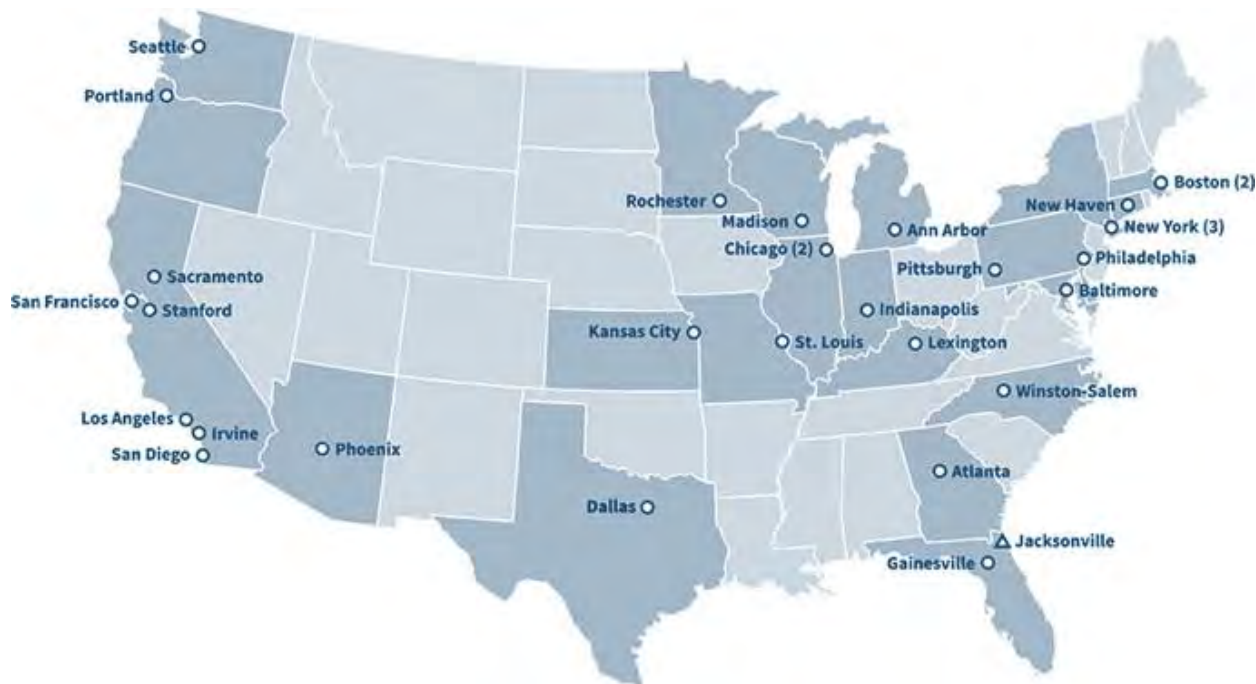 Seattle
Portland
Boston (2)
Rochester
New Haven
Madison
Ann Arbor
New York (3)
Chicago (2)
Philadelphia
Pittsburgh
Sacramento
Baltimore
San Francisco
Stanford
Indianapolis
Kansas City
St. Louis
Lexington
Winston-Salem
Los Angeles
Irvine
San Diego
Phoenix
Atlanta
Dallas
Jacksonville
Gainesville